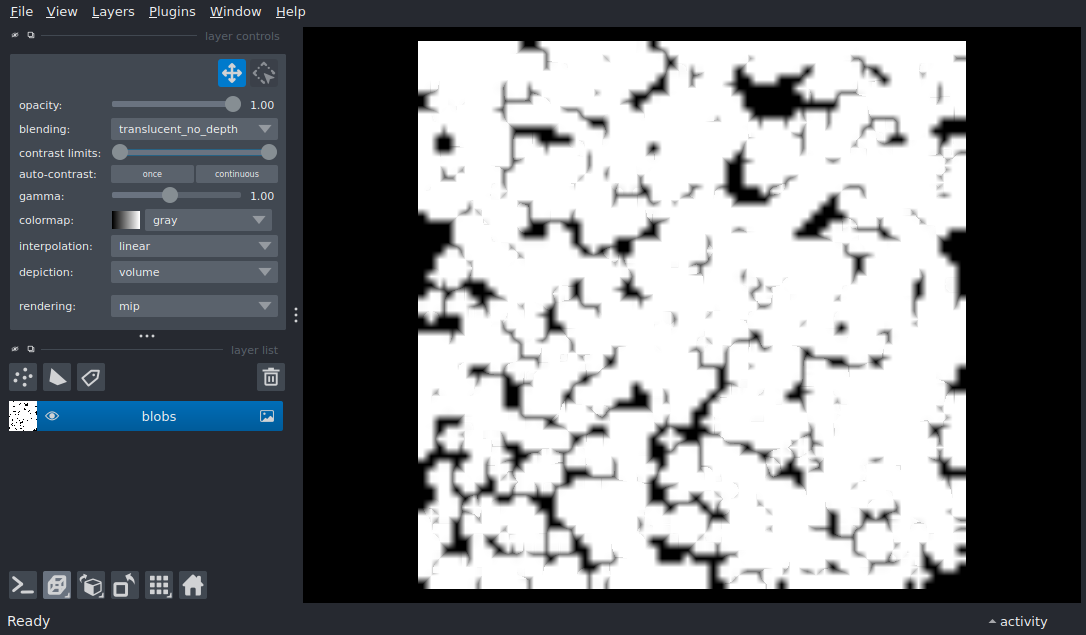 File View Layers Plugins Window Help
layer controls
opacity: 1.00
blending: translucent_no_depth
contrast limits:
auto-contrast: once continuous
gamma: 1.00
colormap: gray
interpolation: linear
depiction: volume
rendering: mip
layer list
blobs
Ready activity